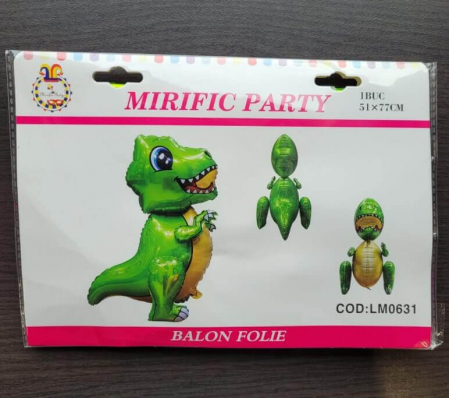 MIRIFIC PARTY
1BUC
51×77CM
COD:LM0631
BALON FOLIE